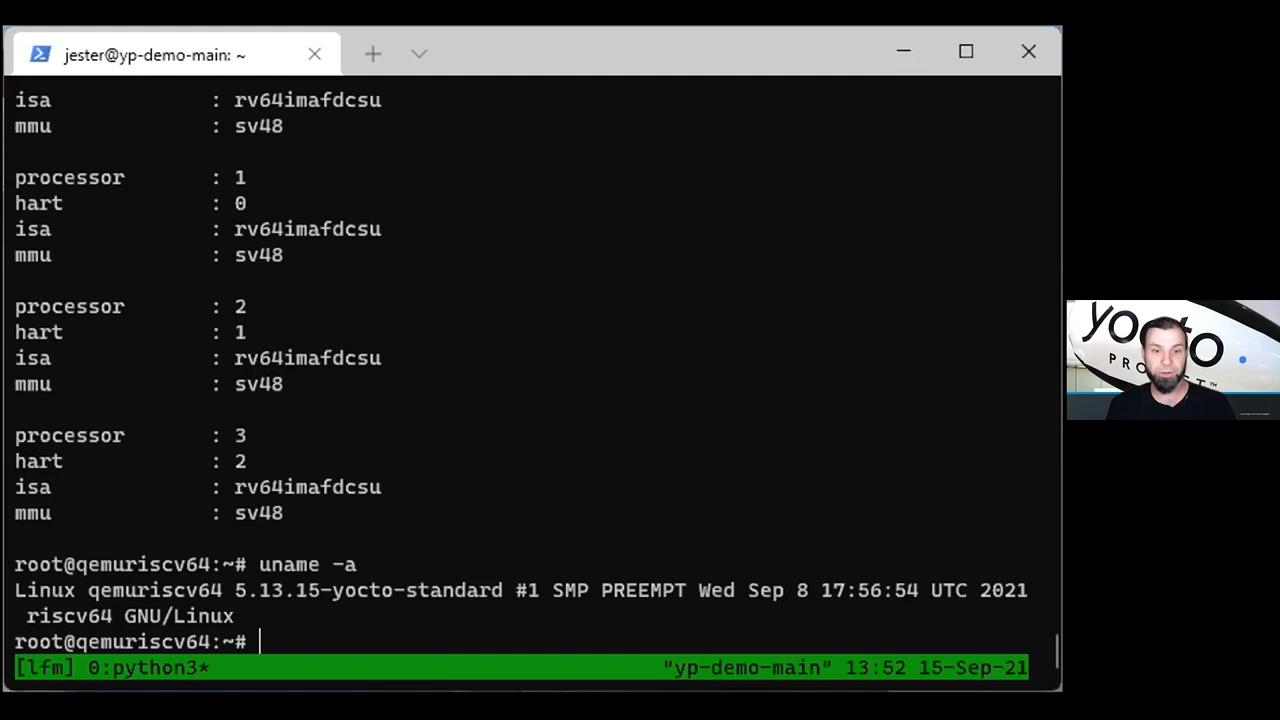 jester@yp-demo-main: ~
isa : rv64imafdcsu
mmu : sv48
processor : 1
hart : 0
isa : rv64imafdcsu
mmu : sv48
processor : 2
hart : 1
isa : rv64imafdcsu
mmu : sv48
processor : 3
hart : 2
isa : rv64imafdcsu
mmu : sv48
root@qemuriscv64:~# uname -a
Linux qemuriscv64 5.13.15-yocto-standard #1 SMP PREEMPT Wed Sep 8 17:56:54 UTC 2021
riscv64 GNU/Linux
root@qemuriscv64:~#
[lfm] 0:python3* "yp-demo-main" 13:52 15-Sep-21